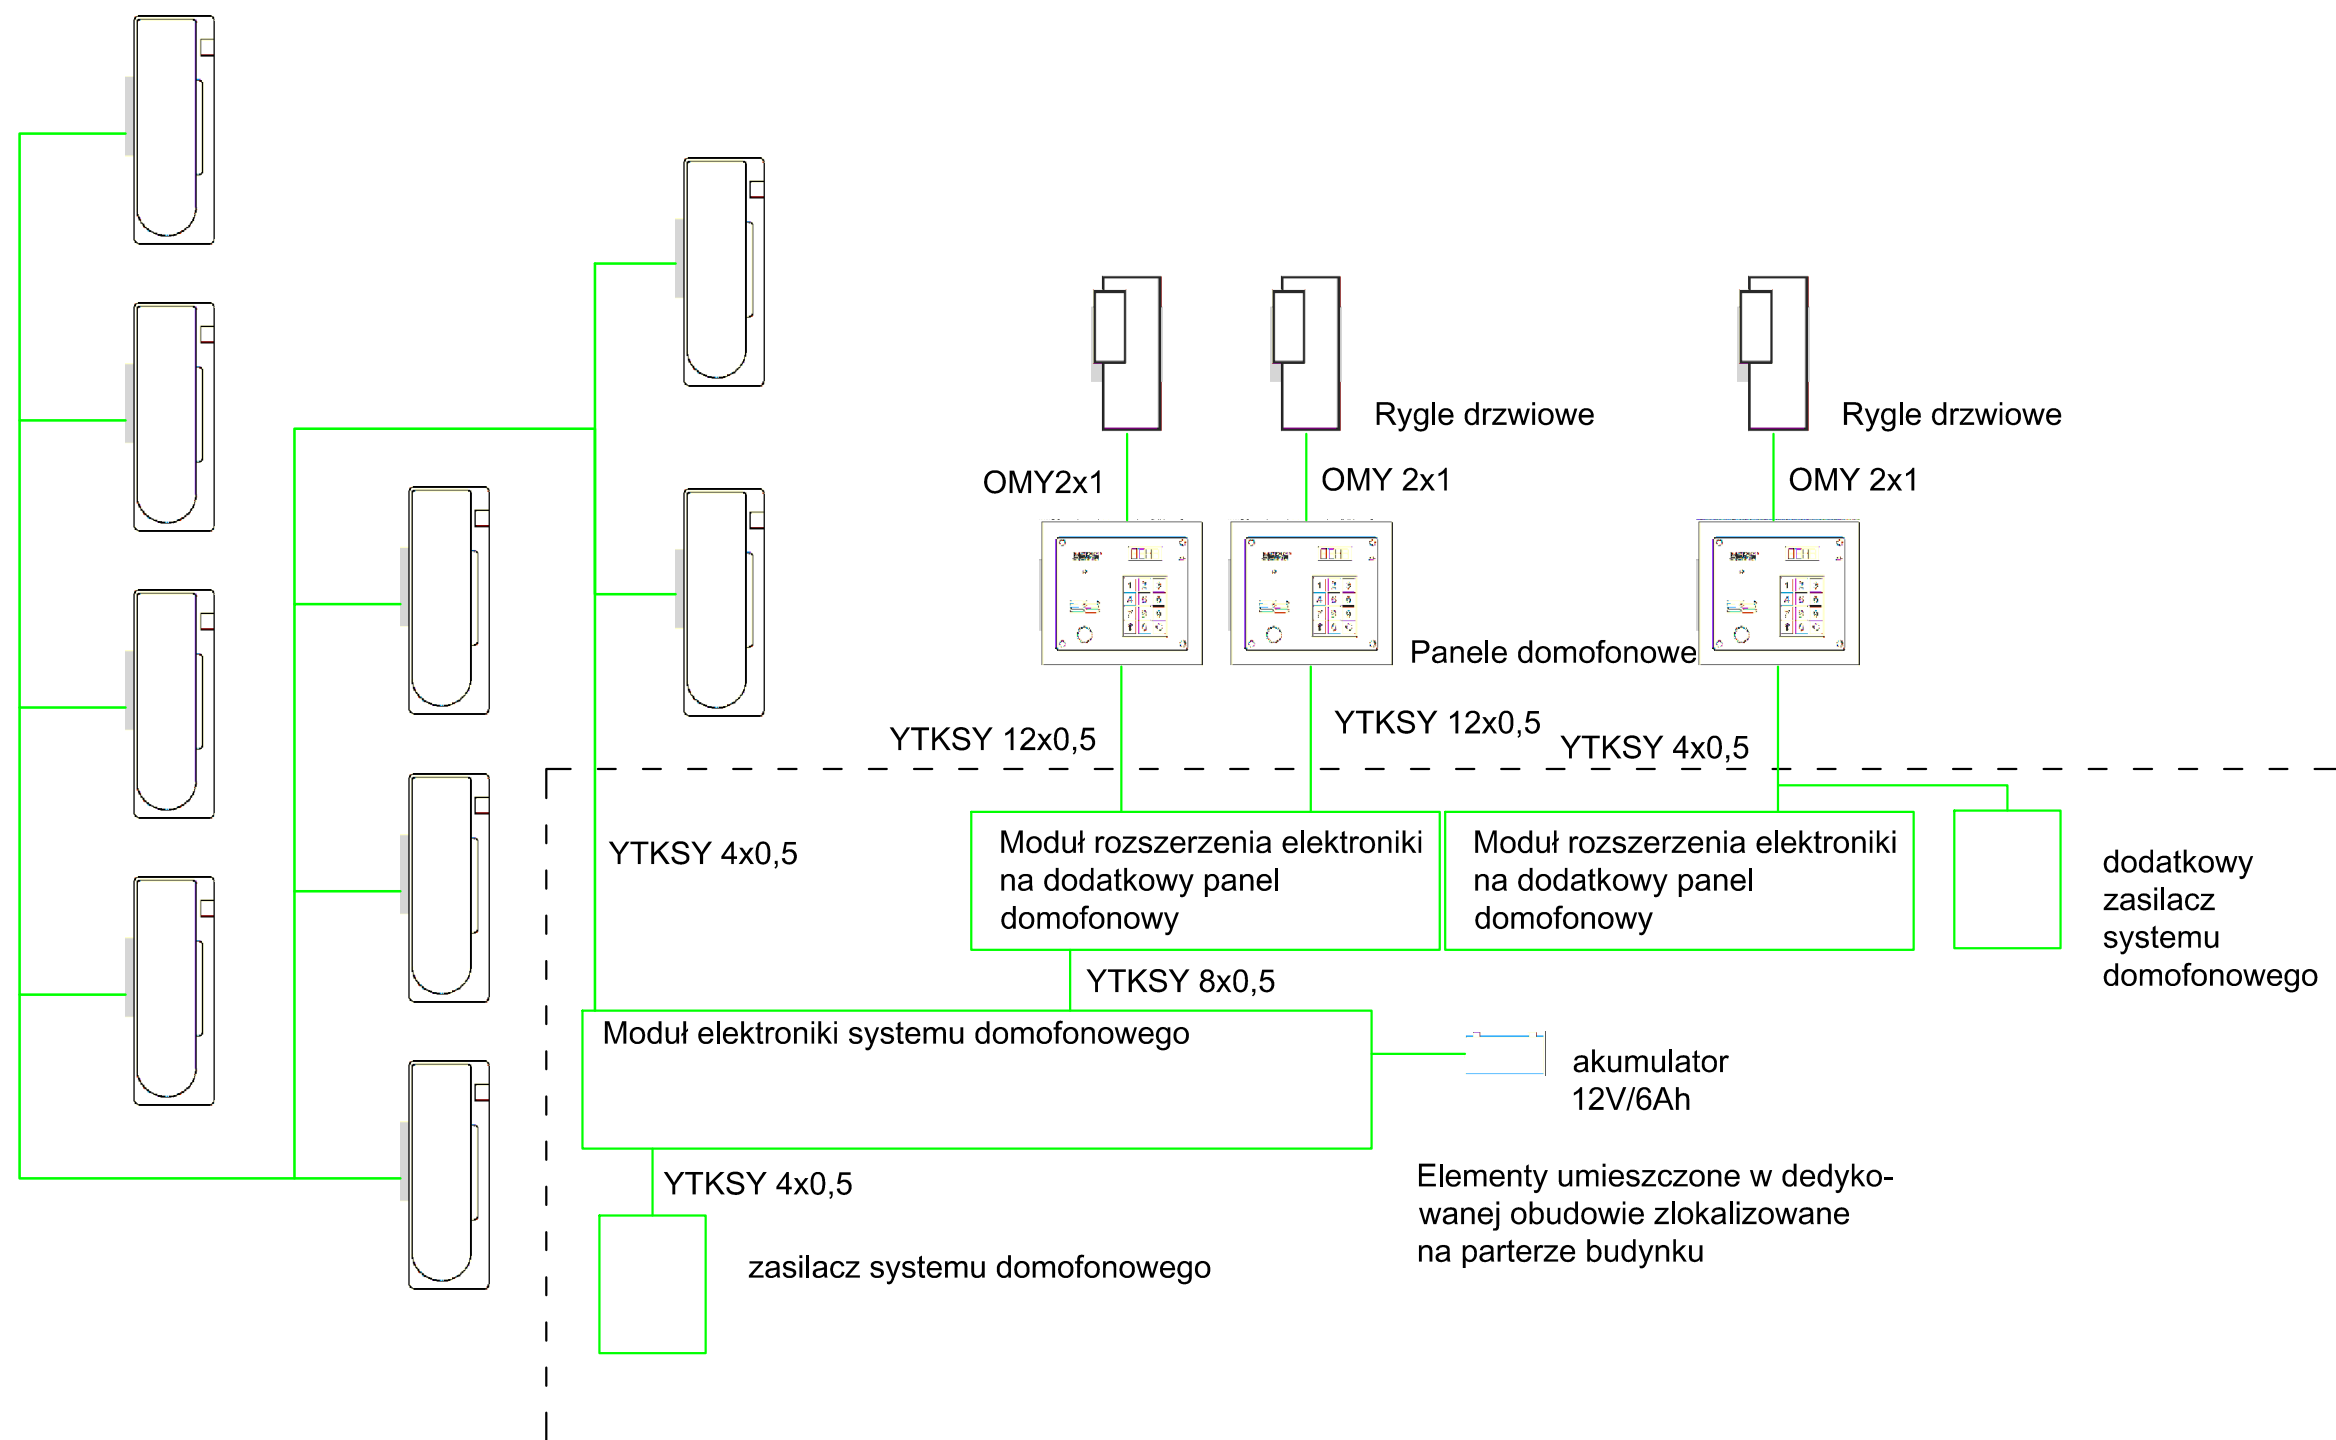 Rygle drzwiowe
Rygle drzwiowe
OMY2x1
OMY 2x1
OMY 2x1
Panele domofonowe
YTKSY 12x0,5
YTKSY 12x0,5
YTKSY 4x0,5
YTKSY 4x0,5
Moduł rozszerzenia elektroniki
na dodatkowy panel
domofonowy
Moduł rozszerzenia elektroniki
na dodatkowy panel
domofonowy
dodatkowy
zasilacz
systemu
domofonowego
YTKSY 8x0,5
Moduł elektroniki systemu domofonowego
akumulator
12V/6Ah
YTKSY 4x0,5
zasilacz systemu domofonowego
Elementy umieszczone w dedyko-
wanej obudowie zlokalizowane
na parterze budynku